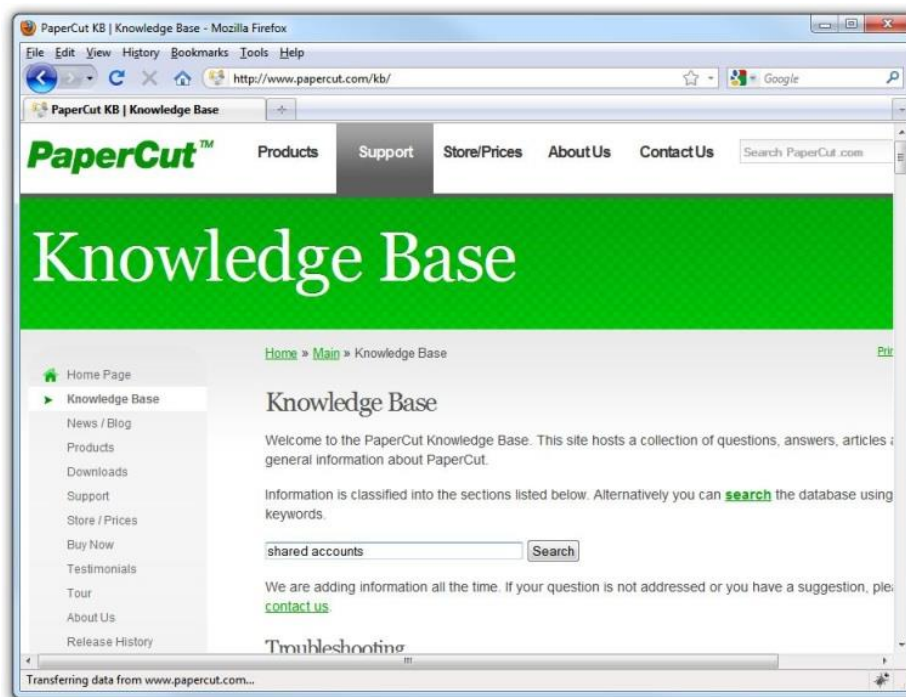 PaperCut KB | Knowledge Base - Mozilla Firefox
File Edit View History Bookmarks Tools Help
http://www.papercut.com/kb/
Google
PaperCut KB | Knowledge Base
PaperCut™
Products
Support
Store/Prices
About Us
Contact Us
Search PaperCut.com
Knowledge Base
Home » Main » Knowledge Base
Prin
Home Page
Knowledge Base
News / Blog
Products
Downloads
Support
Store / Prices
Buy Now
Testimonials
Tour
About Us
Release History
Knowledge Base
Welcome to the PaperCut Knowledge Base. This site hosts a collection of questions, answers, articles a
general information about PaperCut.
Information is classified into the sections listed below. Alternatively you can search the database using
keywords.
shared accounts
Search
We are adding information all the time. If your question is not addressed or you have a suggestion, plea
contact us.
Troubleshooting
Transferring data from www.papercut.com...